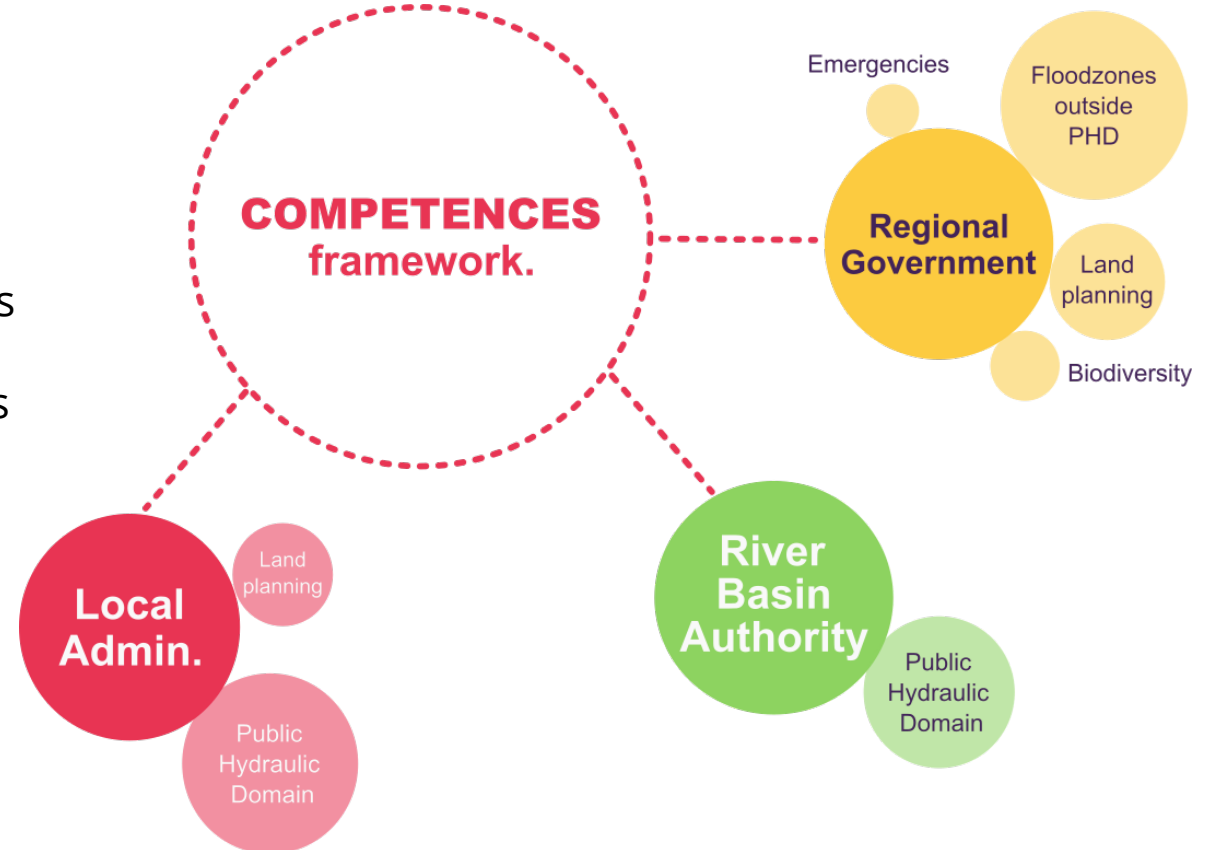 COMPETENCES
framework.
Emergencies
Floodzones
outside
PHD
Regional
Government
Land
planning
Biodiversity
s
s
Local
Admin.
Land
planning
Public
Hydraulic
Domain
River
Basin
Authority
Public
Hydraulic
Domain